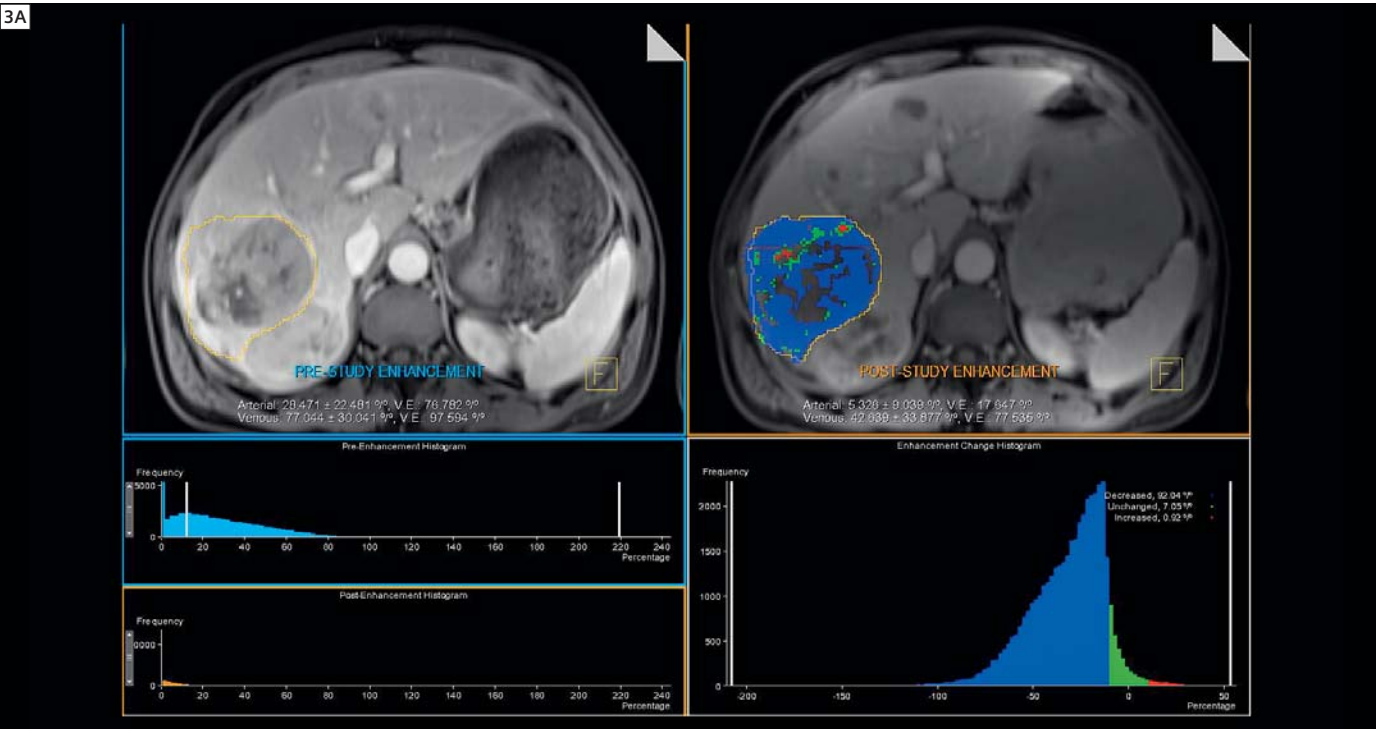 3A
PRE-STUDY ENHANCEMENT
F
Arterial: 28.471 ± 22.481 %, V.E.: 76.782 %
Venous: 77.044 ± 30.041 %, V.E.: 97.594 %
POST-STUDY ENHANCEMENT
F
Arterial: 5.326 ± 9.039 %, V.E.: 17.647 %
Venous: 42.639 ± 33.877 %, V.E.: 77.535 %
Pre-Enhancement Histogram
Frequency
5000
0
0 20 40 60 80 100 120 140 160 180 200 220 240
Percentage
Post-Enhancement Histogram
Frequency
0000
0
0 20 40 60 80 100 120 140 160 180 200 220 240
Percentage
Enhancement Change Histogram
Frequency
Decreased, 92.04 %
Unchanged, 7.05 %
Increased, 0.92 %
2000
1500
1000
500
0
-200 -150 -100 -50 0 50
Percentage